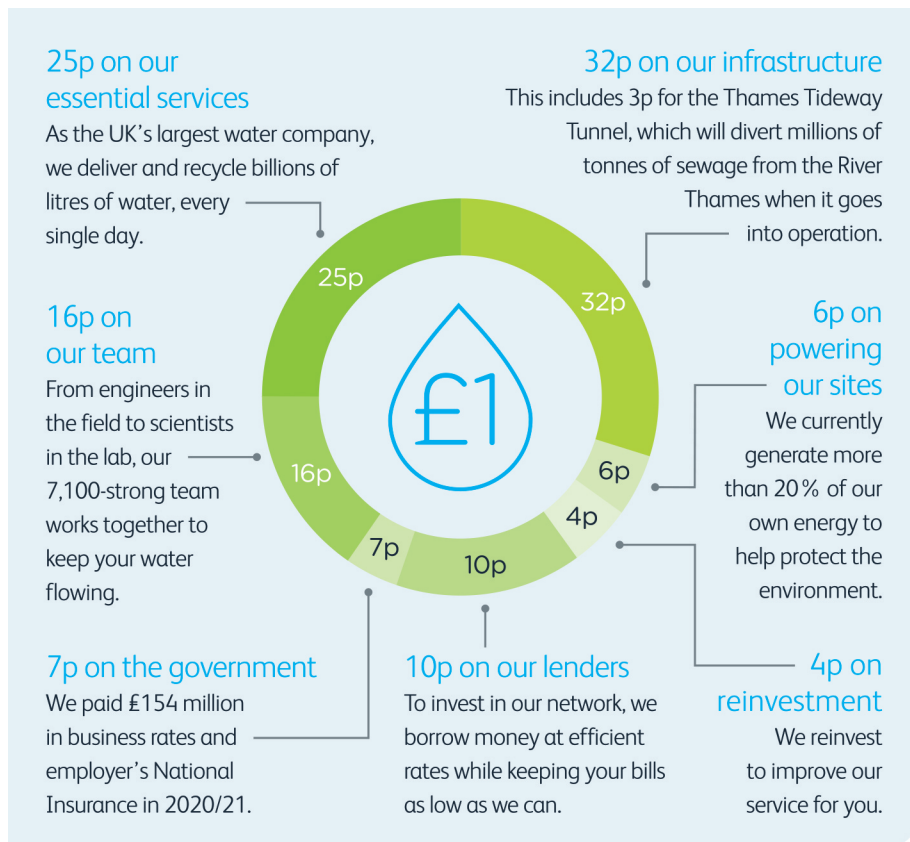 25p on our
essential services
As the UK's largest water company,
we deliver and recycle billions of
litres of water, every
single day.
32p on our infrastructure
This includes 3p for the Thames Tideway
Tunnel, which will divert millions of
tonnes of sewage from the River
Thames when it goes
into operation.
25p
32p
16p on
our team
From engineers in
the field to scientists
in the lab, our
7,100-strong team
works together to
keep your water
flowing.
£1
6p on
powering
our sites
We currently
generate more
than 20% of our
own energy to
help protect the
environment.
16p
6p
4p
7p
10p
7p on the government
We paid £154 million
in business rates and
employer's National
Insurance in 2020/21.
10p on our lenders
To invest in our network, we
borrow money at efficient
rates while keeping your bills
as low as we can.
4p on
reinvestment
We reinvest
to improve our
service for you.